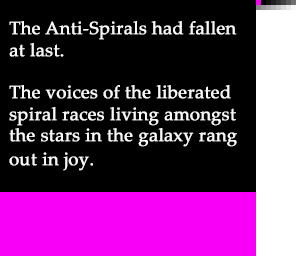 The Anti-Spirals had fallen
at last.
The voices of the liberated
spiral races living amongst
the stars in the galaxy rang
out in joy.